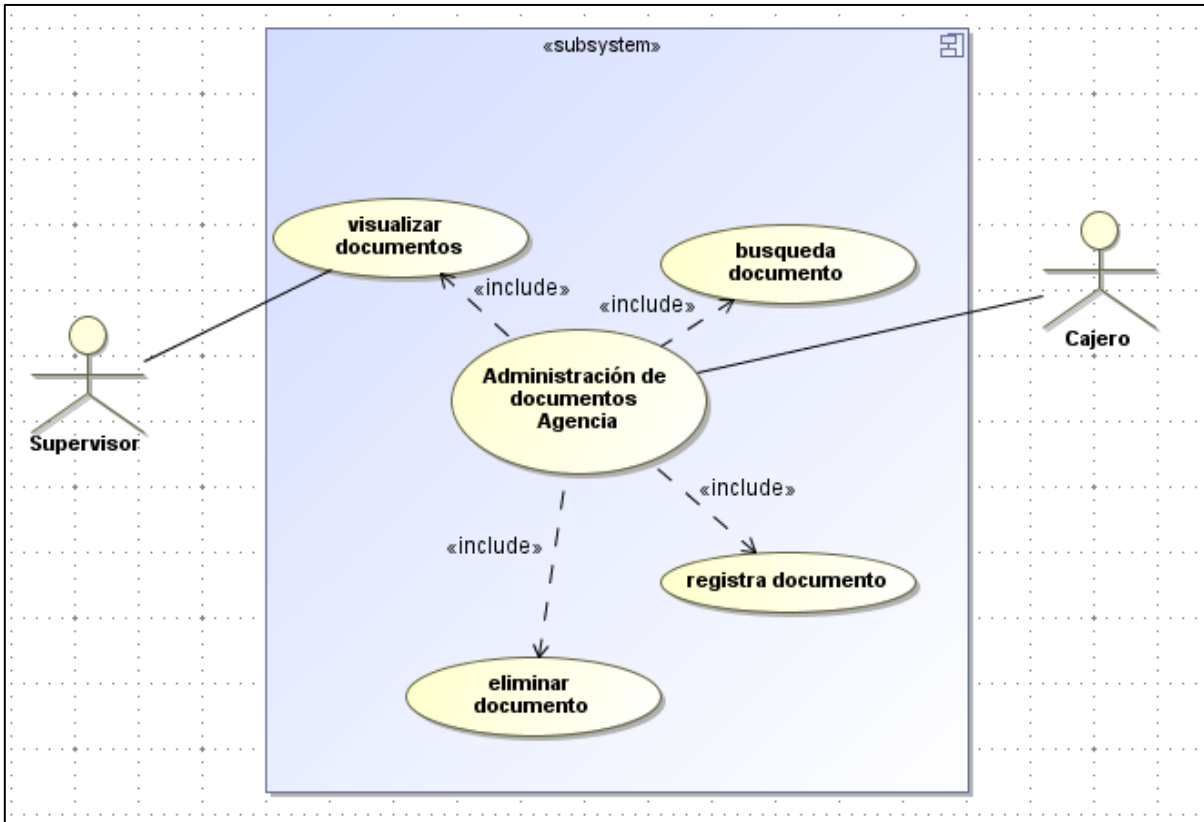 «subsystem»
visualizar
documentos
busqueda
documento
«include»
«include»
Cajero
Administración de
documentos
Agencia
Supervisor
«include»
«include»
registra documento
eliminar
documento